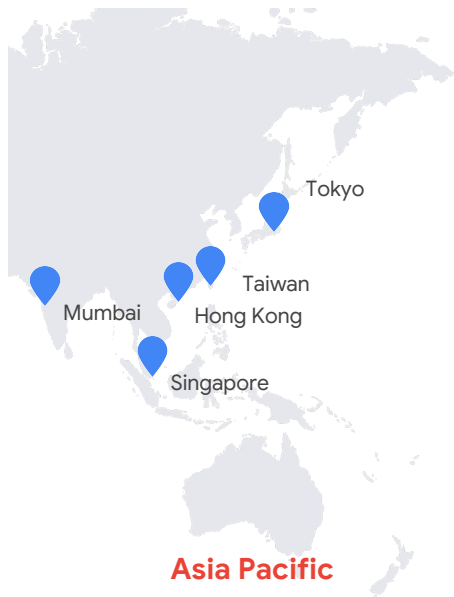 Tokyo
Taiwan
Mumbai
Hong Kong
Singapore
Asia Pacific